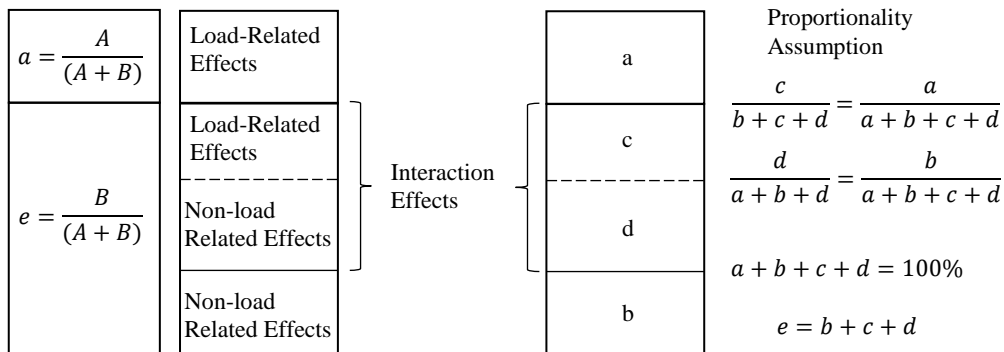 a = A / (A + B)
e = B / (A + B)
Load-Related
Effects
Load-Related
Effects
Non-load
Related Effects
Non-load
Related Effects
Interaction
Effects
a
c
d
b
Proportionality
Assumption
c / (b + c + d) = a / (a + b + c + d)
d / (a + b + d) = b / (a + b + c + d)
a + b + c + d = 100%
e = b + c + d